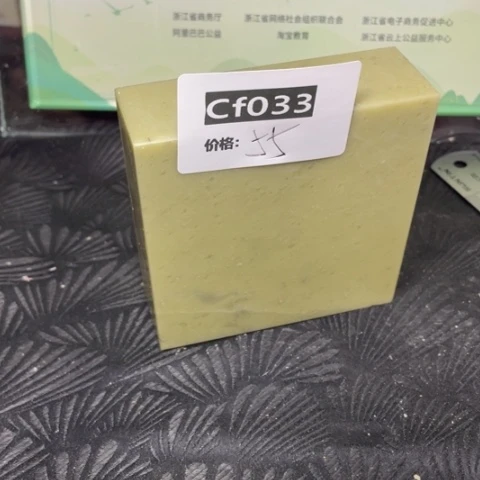 浙江省商务厅 浙江省网络社会组织联合会 浙江省电子商务促进中心
阿里巴巴公益 淘宝教育 浙江省云上公益服务中心
Cf033
价格: